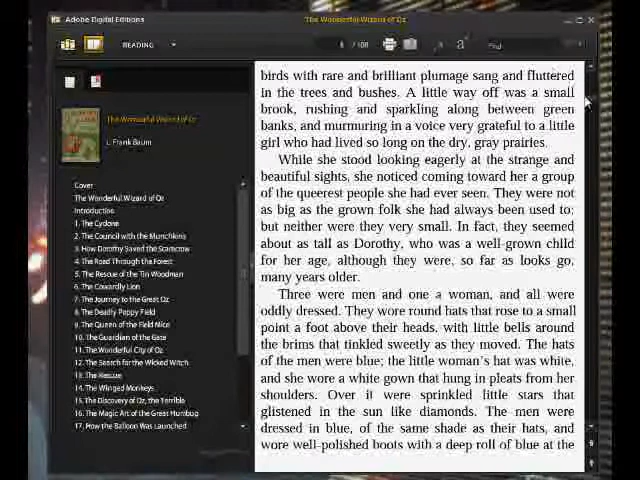 Adobe Digital Editions
The Wonderful Wizard of Oz
READING
/ 108
a
a
Find
The Wonderful Wizard of Oz
L. Frank Baum
Cover
The Wonderful Wizard of Oz
Introduction
1. The Cyclone
2. The Council with the Munchkins
3. How Dorothy Saved the Scarecrow
4. The Road Through the Forest
5. The Rescue of the Tin Woodman
6. The Cowardly Lion
7. The Journey to the Great Oz
8. The Deadly Poppy Field
9. The Queen of the Field Mice
10. The Guardian of the Gate
11. The Wonderful City of Oz
12. The Search for the Wicked Witch
13. The Rescue
14. The Winged Monkeys
15. The Discovery of Oz, the Terrible
16. The Magic Art of the Great Humbug
17. How the Balloon Was Launched
birds with rare and brilliant plumage sang and fluttered
in the trees and bushes. A little way off was a small
brook, rushing and sparkling along between green
banks, and murmuring in a voice very grateful to a little
girl who had lived so long on the dry, gray prairies.
While she stood looking eagerly at the strange and
beautiful sights, she noticed coming toward her a group
of the queerest people she had ever seen. They were not
as big as the grown folk she had always been used to;
but neither were they very small. In fact, they seemed
about as tall as Dorothy, who was a well-grown child
for her age, although they were, so far as looks go,
many years older.
Three were men and one a woman, and all were
oddly dressed. They wore round hats that rose to a small
point a foot above their heads, with little bells around
the brims that tinkled sweetly as they moved. The hats
of the men were blue; the little woman's hat was white,
and she wore a white gown that hung in pleats from her
shoulders. Over it were sprinkled little stars that
glistened in the sun like diamonds. The men were
dressed in blue, of the same shade as their hats, and
wore well-polished boots with a deep roll of blue at the